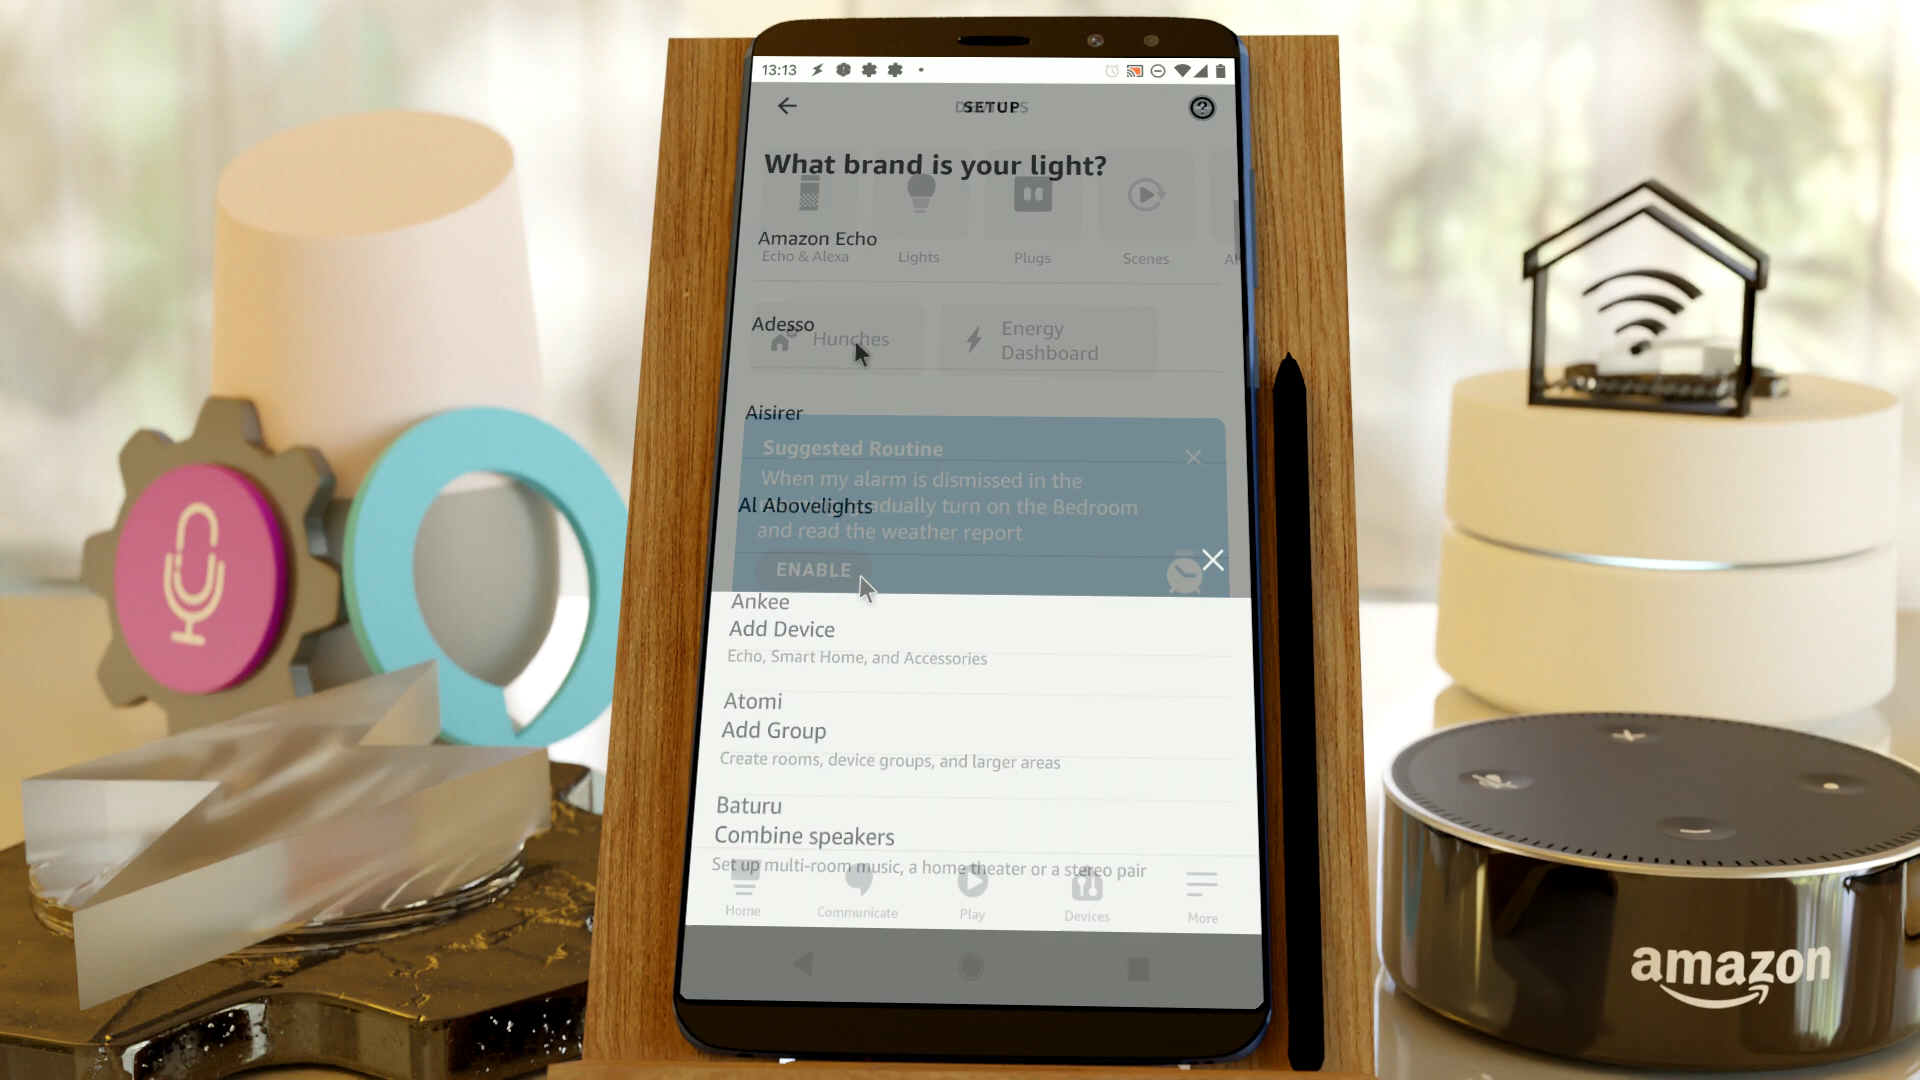 13:13
DEVICES
SETUP
What brand is your light?
Amazon Echo
Echo & Alexa
Lights
Plugs
Scenes
Adesso
Hunches
Energy
Dashboard
Aisirer
Suggested Routine
When my alarm is dismissed in the
Al Abovelights
gradually turn on the Bedroom
and read the weather report
ENABLE
Ankee
Add Device
Echo, Smart Home, and Accessories
Atomi
Add Group
Create rooms, device groups, and larger areas
Baturu
Combine speakers
Set up multi-room music, a home theater or a stereo pair
Home
Communicate
Play
Devices
More
amazon